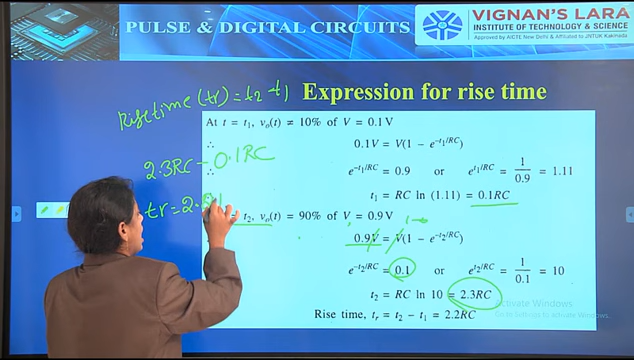 PULSE & DIGITAL CIRCUITS
VIGNAN'S LARA
INSTITUTE OF TECHNOLOGY & SCIENCE
Approved by AICTE New Delhi & Affiliated to JNTUK Kakinada
Rise time (tr) = t2 - t1
Expression for rise time
At t = t₁, vₒ(t) = 10% of V = 0.1 V
∴ 0.1V = V(1 − e^(−t₁/RC))
2.3RC - 0.1RC
∴ e^(−t₁/RC) = 0.9 or e^(t₁/RC) = 1/0.9 = 1.11
t₁ = RC ln (1.11) = 0.1RC
tr = 2.
= t₂, vₒ(t) = 90% of V = 0.9 V
0.9V = V(1 − e^(−t₂/RC))
e^(−t₂/RC) = 0.1 or e^(t₂/RC) = 1/0.1 = 10
t₂ = RC ln 10 = 2.3RC
Activate Windows
Go to Settings to activate Windows.
Rise time, tᵣ = t₂ − t₁ = 2.2RC